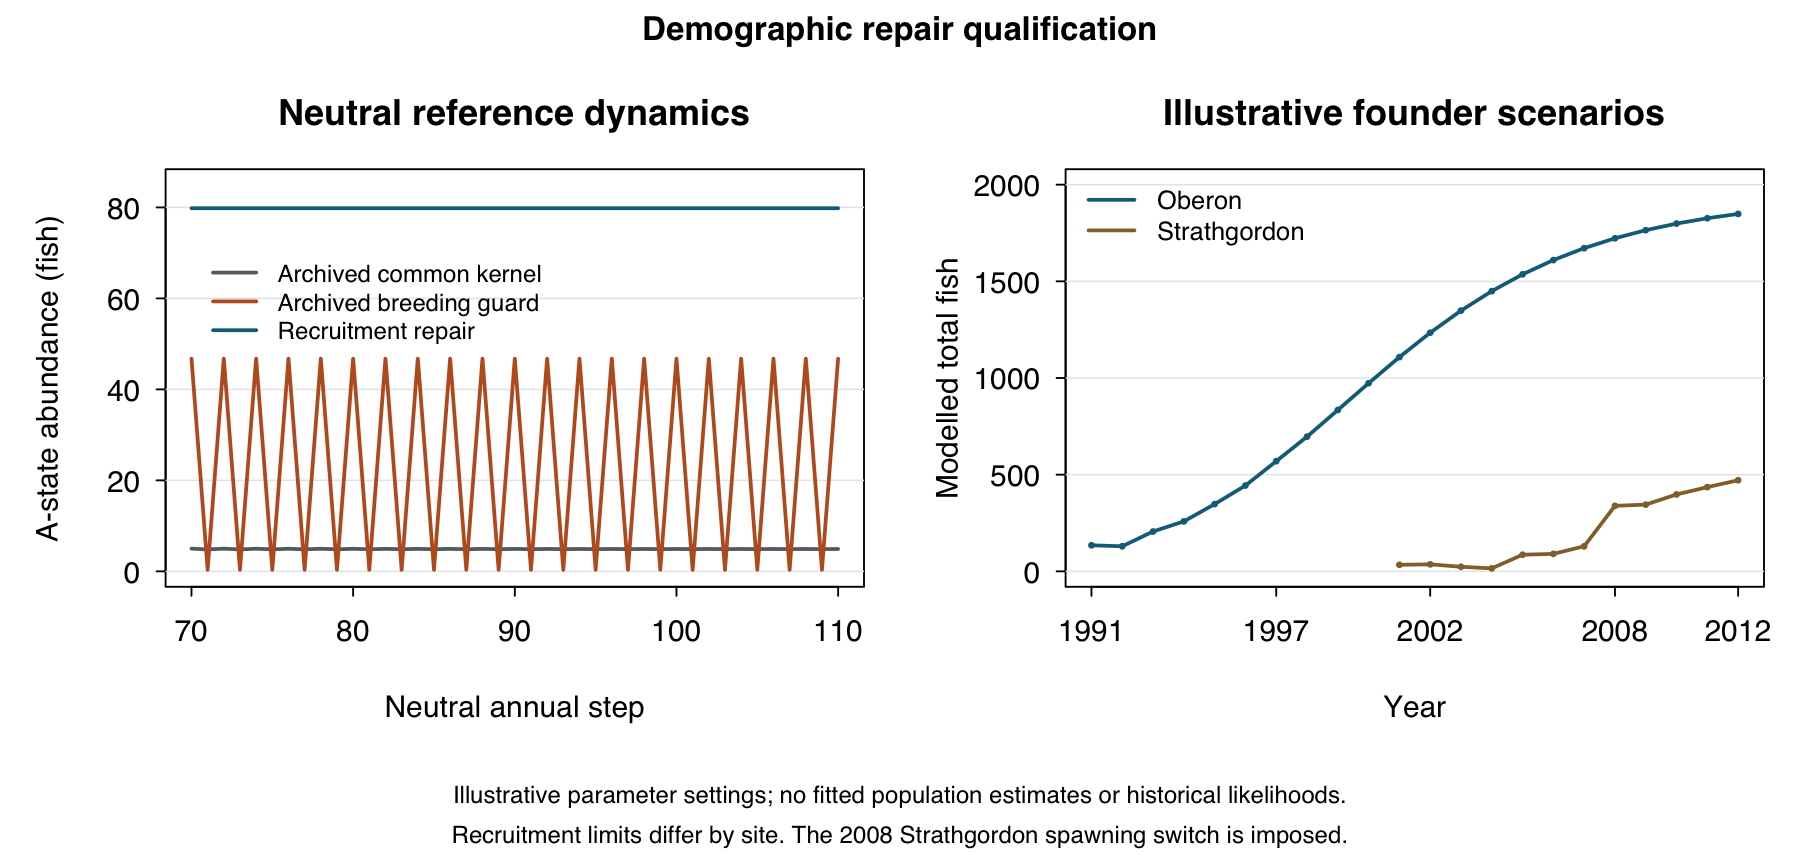 Demographic repair qualification
Neutral reference dynamics
A-state abundance (fish)
80
60
40
20
0
Archived common kernel
Archived breeding guard
Recruitment repair
70 80 90 100 110
Neutral annual step
Illustrative founder scenarios
Modelled total fish
2000
1500
1000
500
0
Oberon
Strathgordon
1991 1997 2002 2008 2012
Year
Illustrative parameter settings; no fitted population estimates or historical likelihoods.
Recruitment limits differ by site. The 2008 Strathgordon spawning switch is imposed.